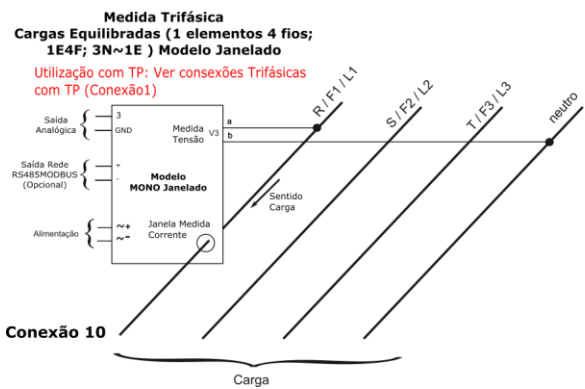 Medida Trifásica
Cargas Equilibradas (1 elementos 4 fios;
1E4F; 3N~1E ) Modelo Janelado
Utilização com TP: Ver consexões Trifásicas
com TP (Conexão1)
R / F1 / L1
S / F2 / L2
T / F3 / L3
neutro
Saída
Analógica
3
GND
Medida
Tensão
V3
a
b
Saída Rede
RS485MODBUS
(Opcional)
+
-
Modelo
MONO Janelado
Sentido
Carga
Alimentação
~+
~-
Janela Medida
Corrente
Conexão 10
Carga